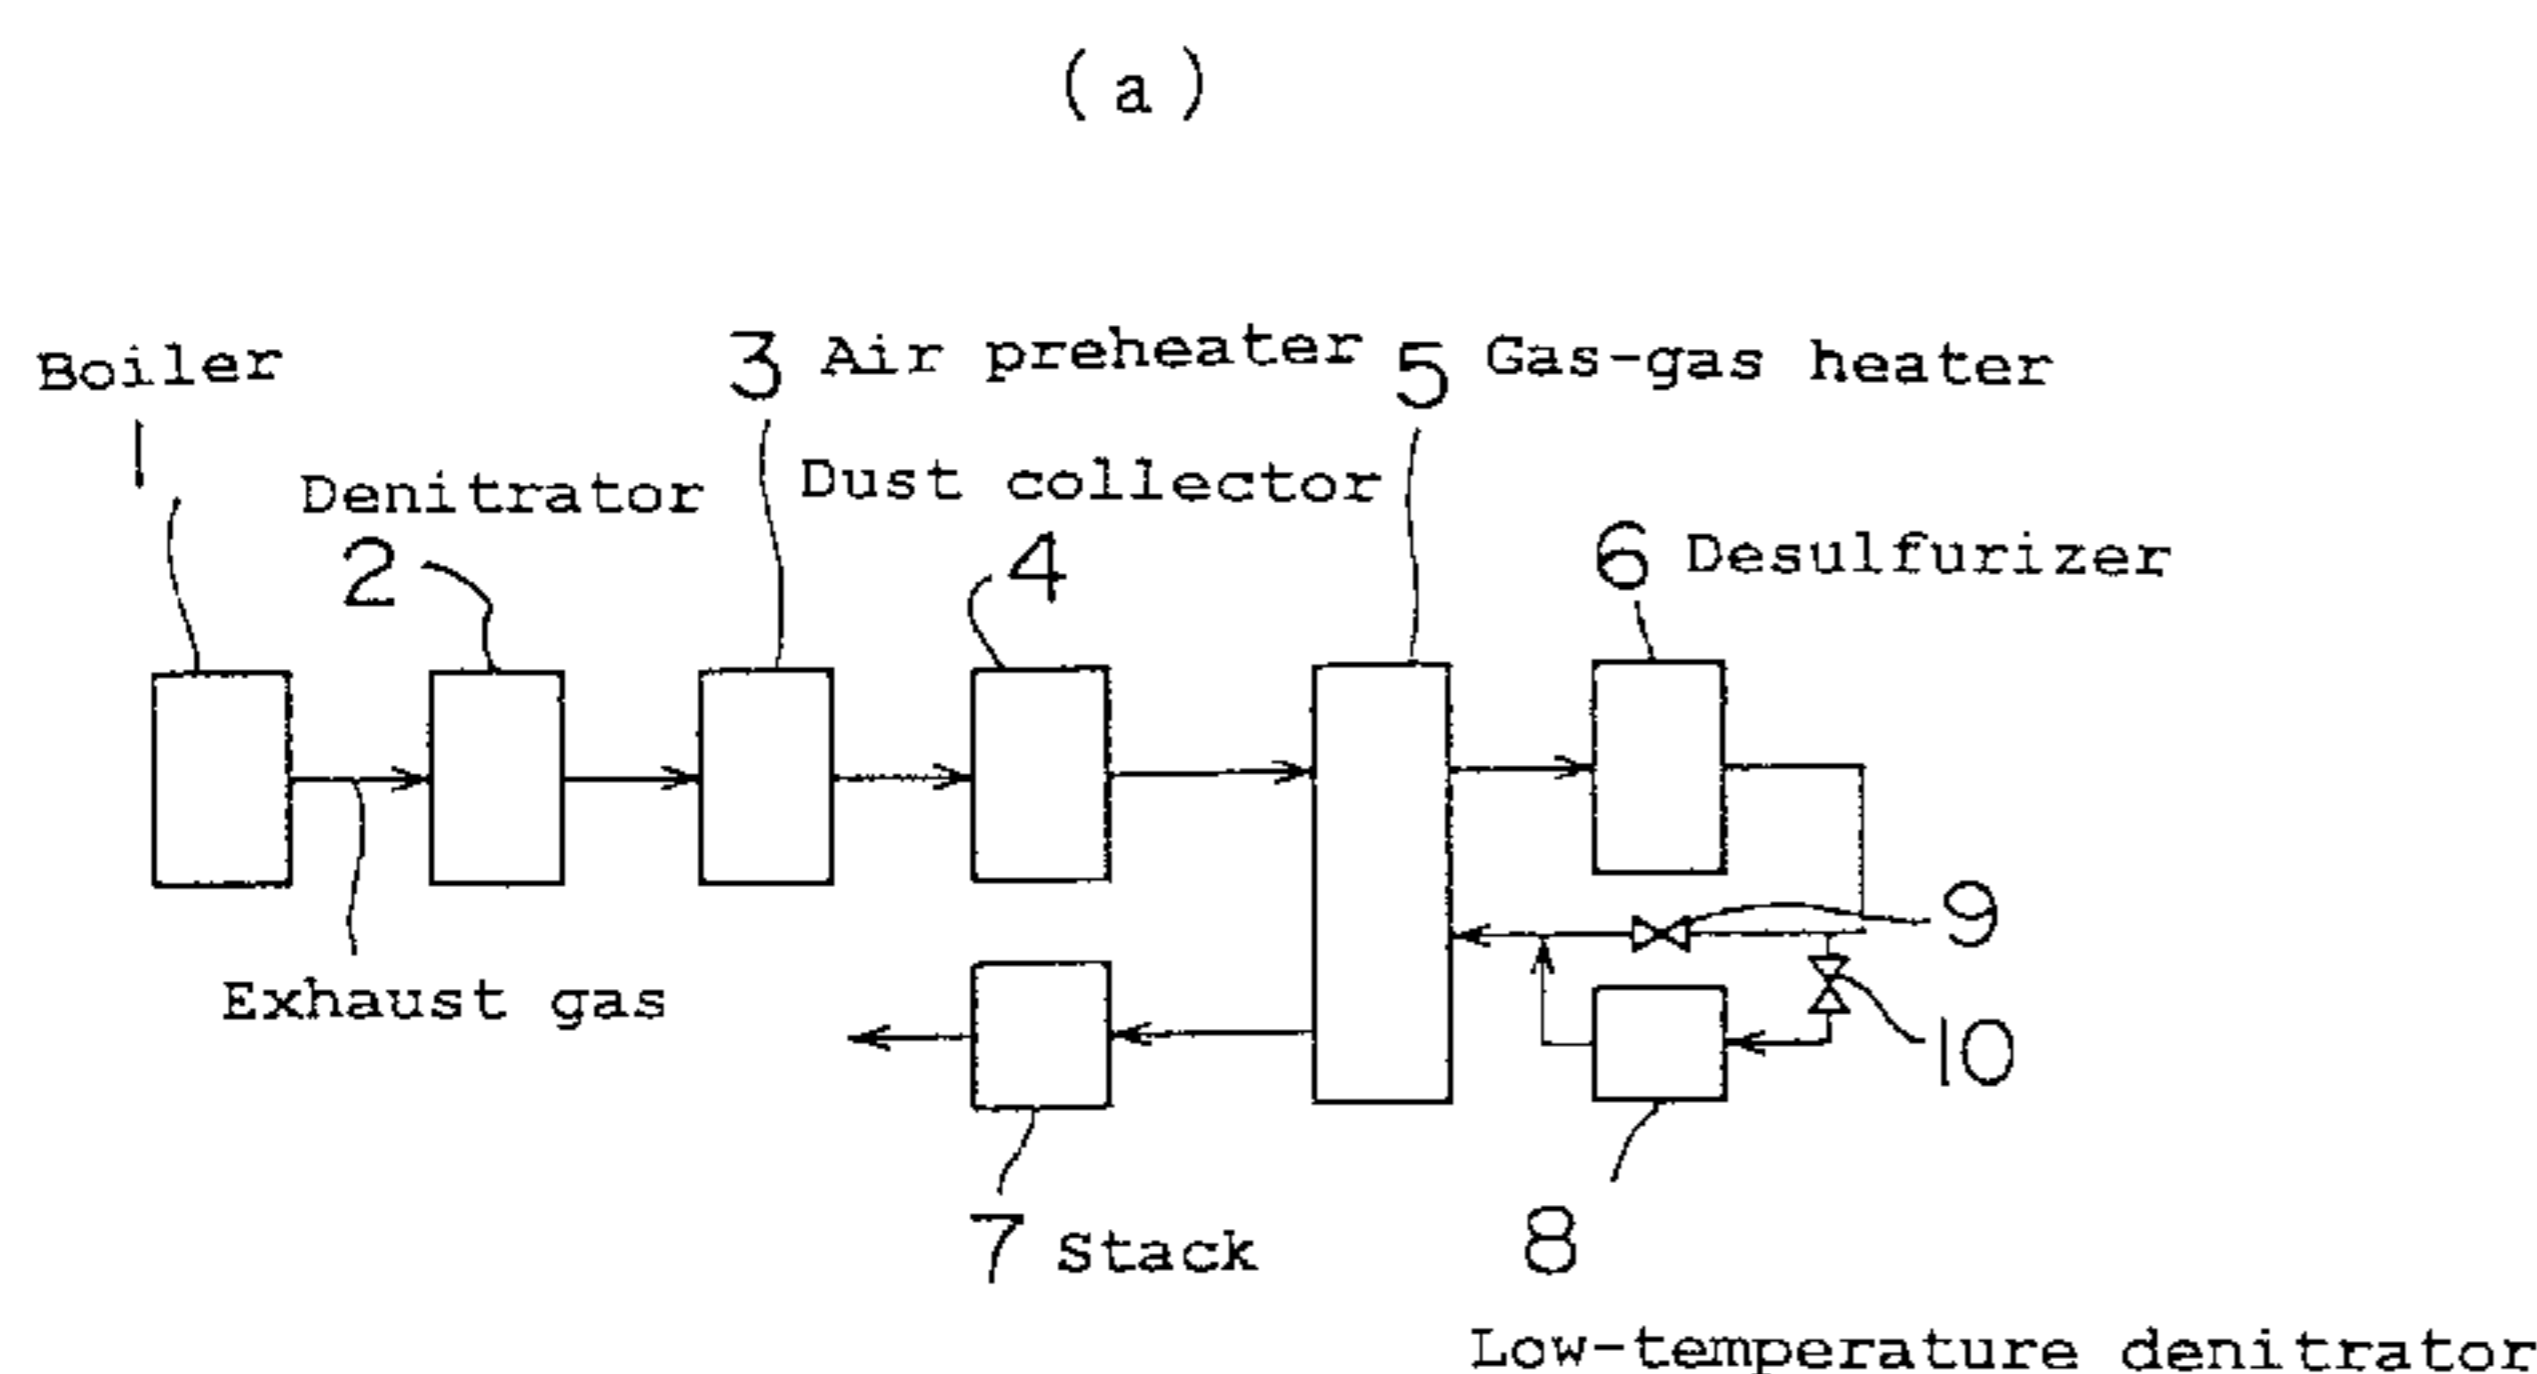 (a)
Boiler
1
Denitrator
2
3 Air preheater
Dust collector
4
5 Gas-gas heater
6 Desulfurizer
9
10
Exhaust gas
7 Stack
8
Low-temperature denitrator